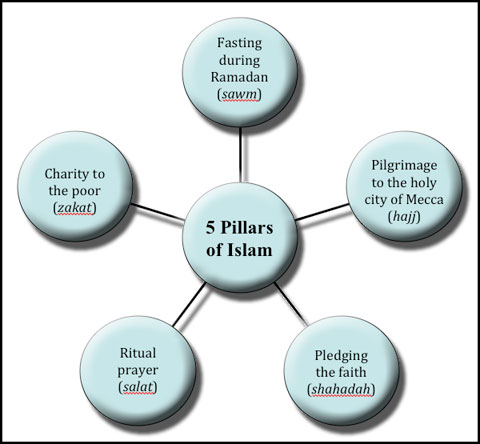 Fasting
during
Ramadan
(sawm)
Charity to
the poor
(zakat)
Pilgrimage
to the holy
city of Mecca
(hajj)
5 Pillars
of Islam
Ritual
prayer
(salat)
Pledging
the faith
(shahadah)